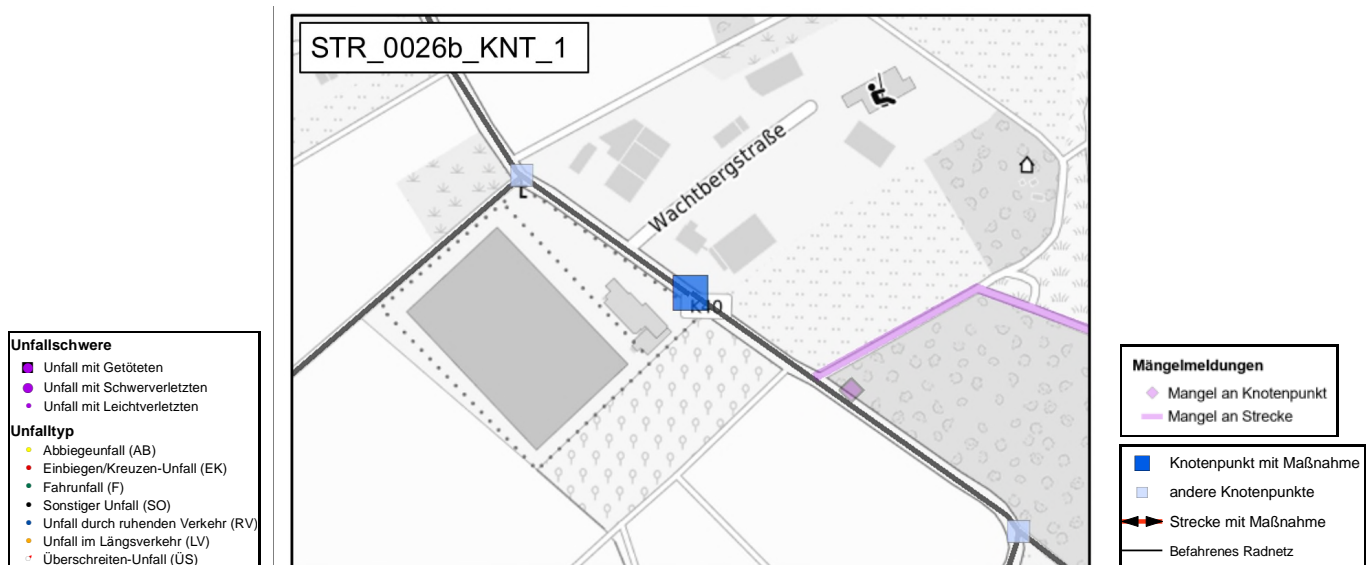 STR_0026b_KNT_1
Wachtbergstraße
L
K10
Unfallschwere
Unfall mit Getöteten
Unfall mit Schwerverletzten
Unfall mit Leichtverletzten
Unfalltyp
Abbiegeunfall (AB)
Einbiegen/Kreuzen-Unfall (EK)
Fahrunfall (F)
Sonstiger Unfall (SO)
Unfall durch ruhenden Verkehr (RV)
Unfall im Längsverkehr (LV)
Überschreiten-Unfall (ÜS)
Mängelmeldungen
Mangel an Knotenpunkt
Mangel an Strecke
Knotenpunkt mit Maßnahme
andere Knotenpunkte
Strecke mit Maßnahme
Befahrenes Radnetz